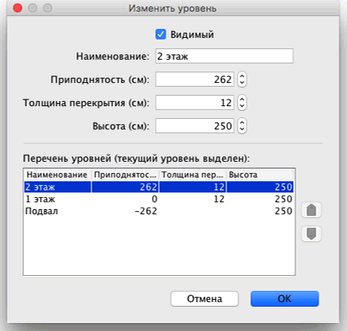 Изменить уровень
Видимый
Наименование: 2 этаж
Приподнятость (см): 262
Толщина перекрытия (см): 12
Высота (см): 250
Перечень уровней (текущий уровень выделен):
Наименование Приподнятос... Толщина пер... Высота
2 этаж 262 12 250
1 этаж 0 12 250
Подвал -262 250
Отмена OK